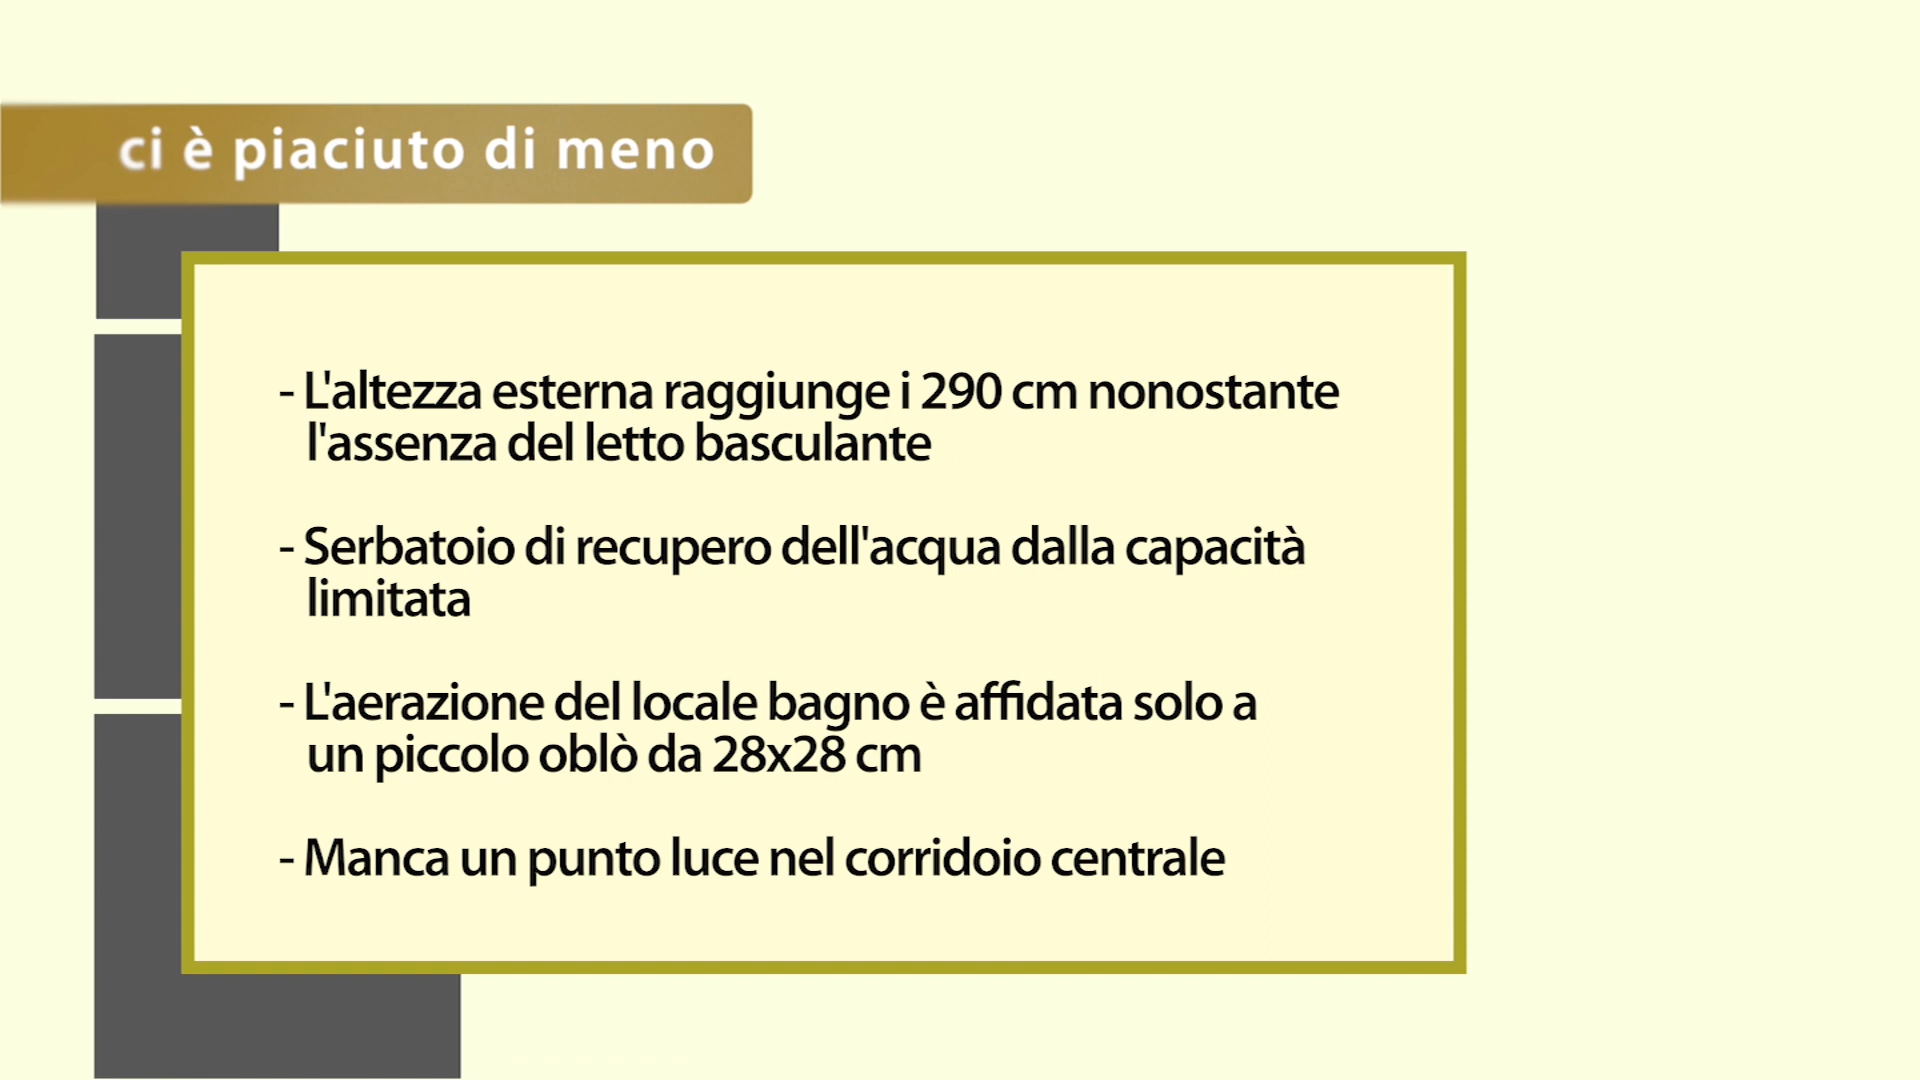 ci è piaciuto di meno
- L'altezza esterna raggiunge i 290 cm nonostante
l'assenza del letto basculante
- Serbatoio di recupero dell'acqua dalla capacità
limitata
- L'aerazione del locale bagno è affidata solo a
un piccolo oblò da 28x28 cm
- Manca un punto luce nel corridoio centrale